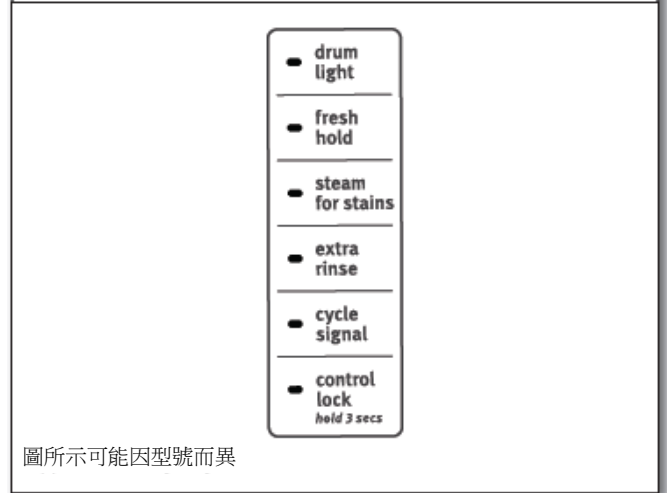 drum
light
fresh
hold
steam
for stains
extra
rinse
cycle
signal
control
lock
hold 3 secs
圖所示可能因型號而異